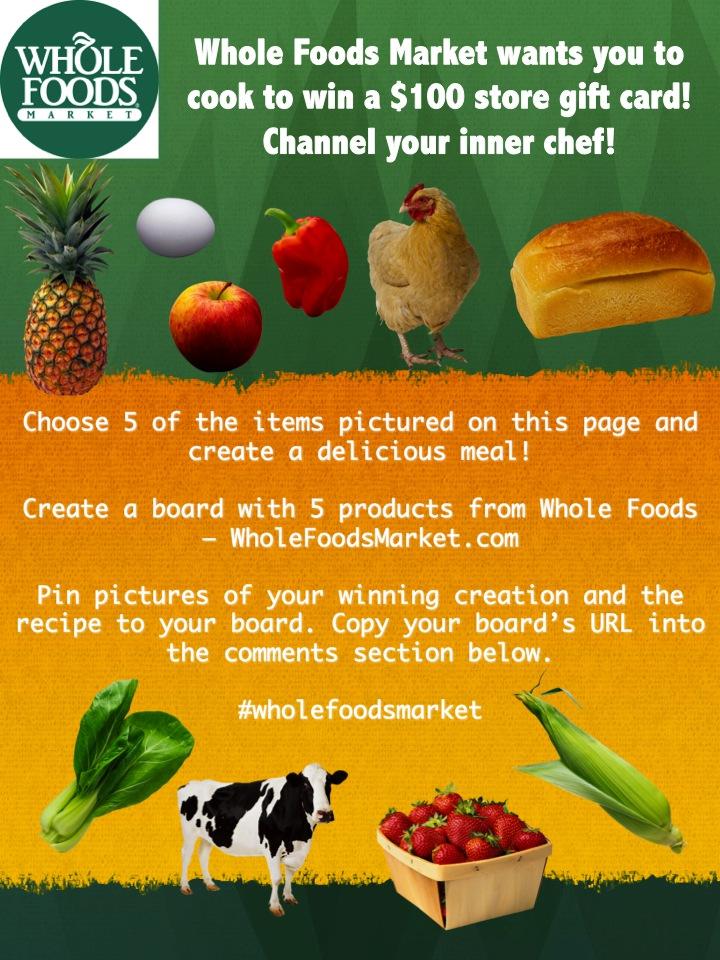 WHOLE
FOODS
MARKET
Whole Foods Market wants you to
cook to win a $100 store gift card!
Channel your inner chef!
Choose 5 of the items pictured on this page and
create a delicious meal!
Create a board with 5 products from Whole Foods
– WholeFoodsMarket.com
Pin pictures of your winning creation and the
recipe to your board. Copy your board’s URL into
the comments section below.
#wholefoodsmarket